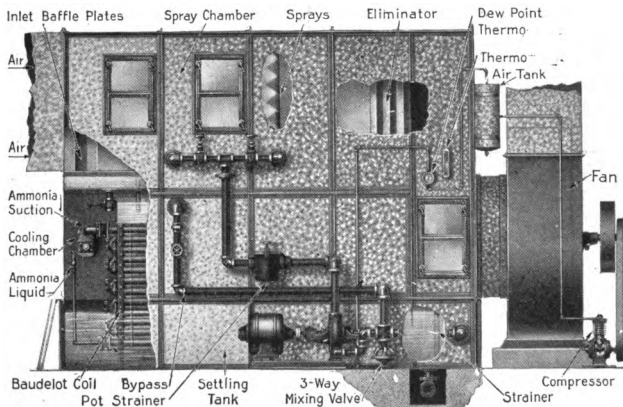 Inlet Baffle Plates
Spray Chamber
Sprays
Eliminator
Dew Point
Thermo
Thermo
Air Tank
Air
Air
Fan
Ammonia
Suction
Cooling
Chamber
Ammonia
Liquid
Baudelot Coil
Bypass
Pot Strainer
Settling
Tank
3-Way
Mixing Valve
Strainer
Compressor